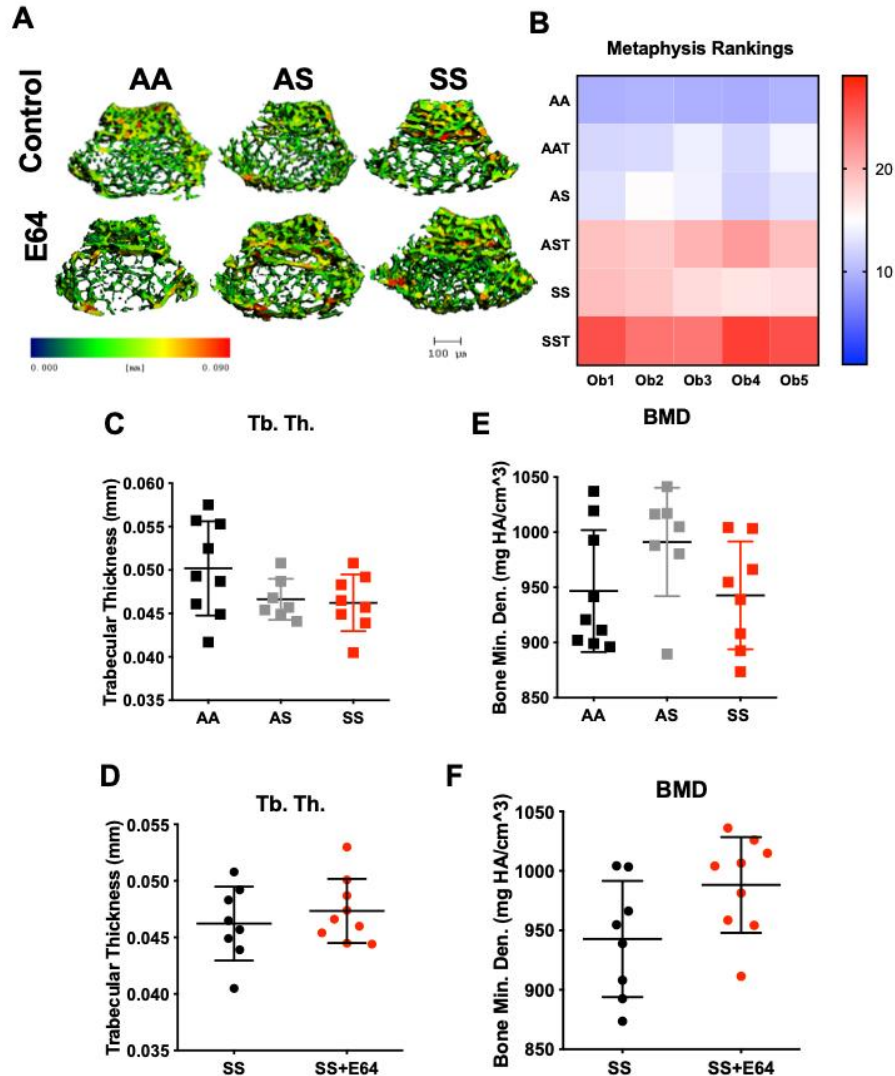 A
AA AS SS
Control
E64
0.000 [mm] 0.090
100 µm
B
Metaphysis Rankings
AA
AAT
AS
AST
SS
SST
Ob1 Ob2 Ob3 Ob4 Ob5
20
10
C
Tb. Th.
Trabecular Thickness (mm)
0.060
0.055
0.050
0.045
0.040
0.035
AA AS SS
E
BMD
Bone Min. Den. (mg HA/cm^3)
1050
1000
950
900
850
AA AS SS
D
Tb. Th.
Trabecular Thickness (mm)
0.055
0.050
0.045
0.040
0.035
SS SS+E64
F
BMD
Bone Min. Den. (mg HA/cm^3)
1050
1000
950
900
850
SS SS+E64